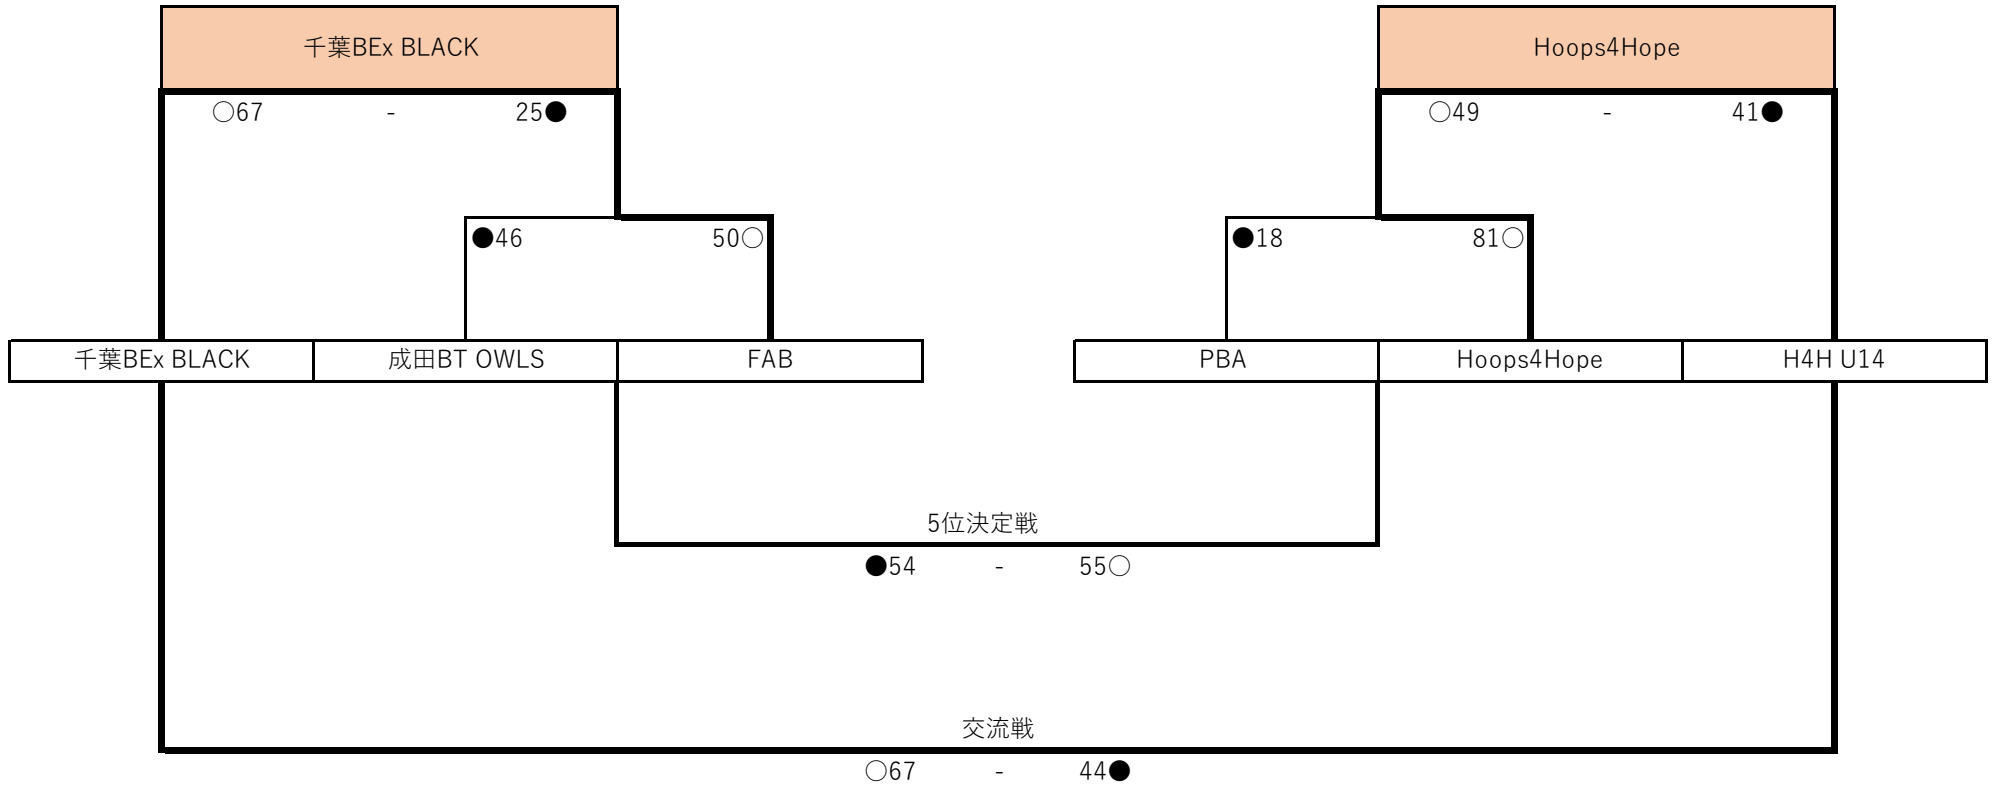 千葉BEx BLACK Hoops4Hope
○67 - 25● ○49 - 41●
●46 50○ ●18 81○
千葉BEx BLACK 成田BT OWLS FAB PBA Hoops4Hope H4H U14
5位決定戦
●54 - 55○
交流戦
○67 - 44●